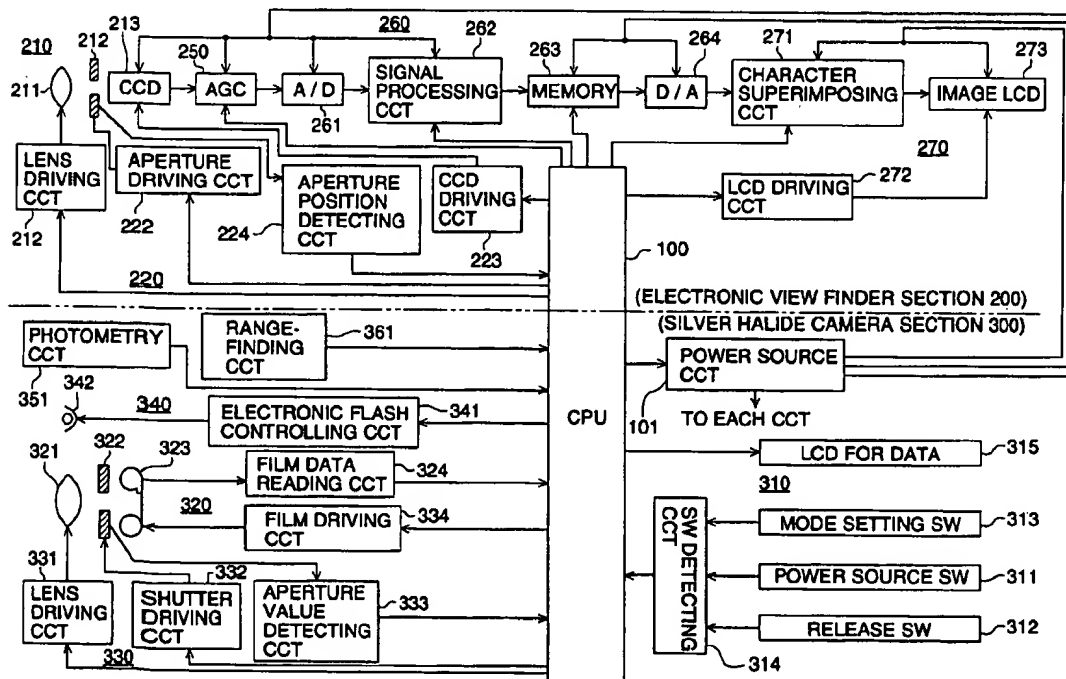 210
212
213
250
260
262
263
264
271
273
211
CCD
AGC
A/D
261
SIGNAL
PROCESSING
CCT
MEMORY
D/A
CHARACTER
SUPERIMPOSING
CCT
IMAGE LCD
270
LENS
DRIVING
CCT
212
APERTURE
DRIVING CCT
222
224
APERTURE
POSITION
DETECTING
CCT
CCD
DRIVING
CCT
223
LCD DRIVING
CCT
272
100
220
(ELECTRONIC VIEW FINDER SECTION 200)
(SILVER HALIDE CAMERA SECTION 300)
PHOTOMETRY
CCT
351
342
RANGE-
FINDING
CCT
361
POWER SOURCE
CCT
101
TO EACH CCT
CPU
340
ELECTRONIC FLASH
CONTROLLING CCT
341
321
322
323
FILM DATA
READING CCT
324
320
FILM DRIVING
CCT
334
LCD FOR DATA
315
310
MODE SETTING SW
313
POWER SOURCE SW
311
RELEASE SW
312
SW DETECTING
CCT
314
331
LENS
DRIVING
CCT
332
SHUTTER
DRIVING
CCT
APERTURE
VALUE
DETECTING
CCT
333
330